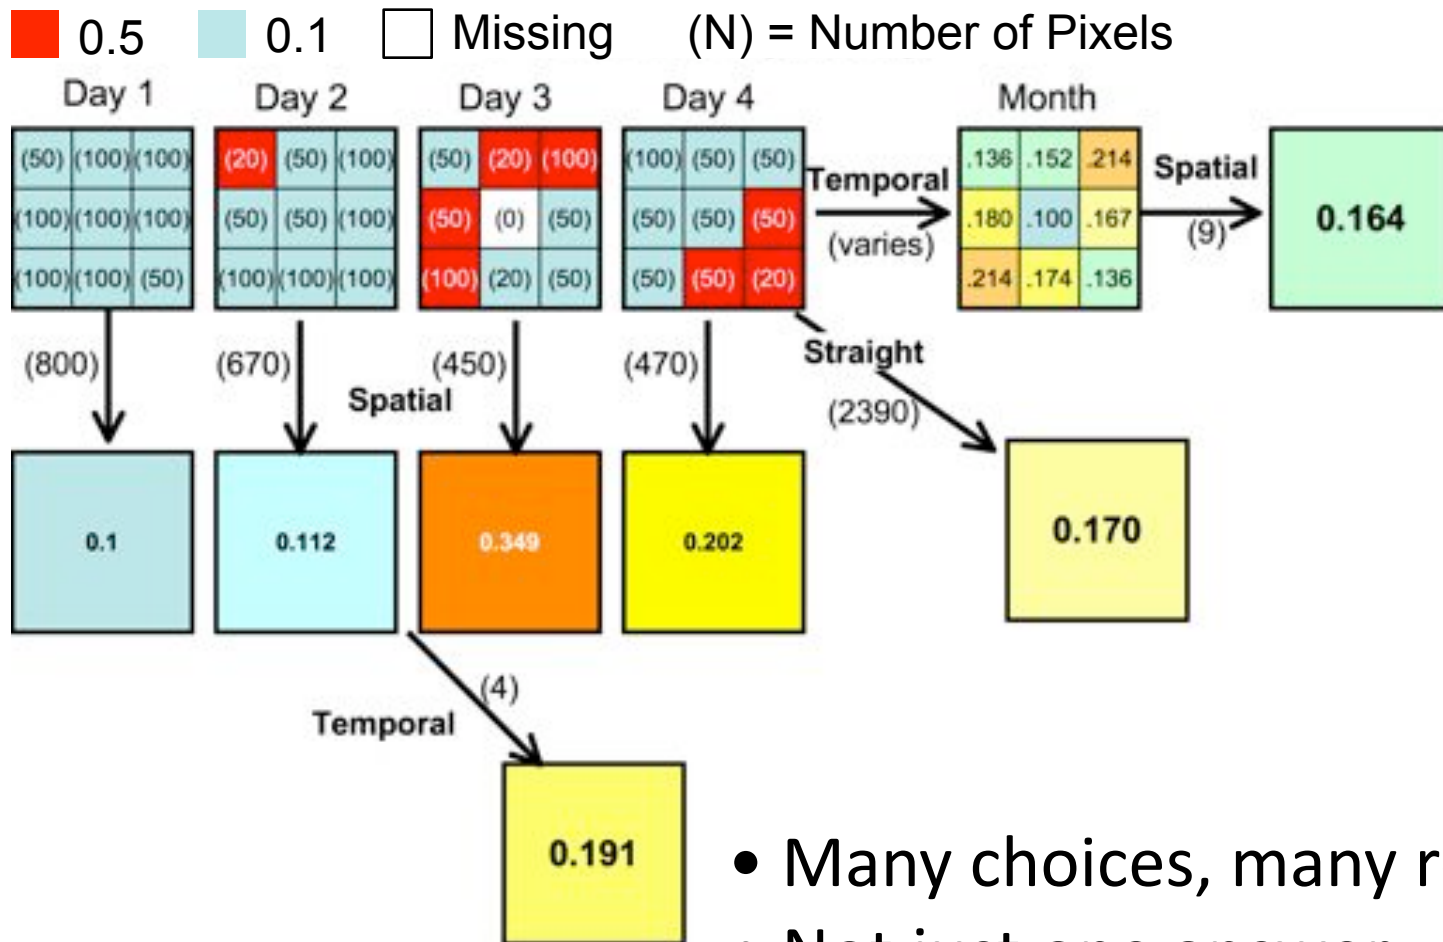 0.5 0.1 Missing (N) = Number of Pixels
Day 1 Day 2 Day 3 Day 4 Month
(50) (100) (100) (20) (50) (100) (50) (20) (100) (100) (50) (50) .136 .152 .214
Temporal Spatial
(100) (100) (100) (50) (50) (100) (50) (0) (50) (50) (50) (50) .180 .100 .167 0.164
(varies) (9)
(100) (100) (50) (100) (100) (100) (100) (20) (50) (50) (50) (20) .214 .174 .136
(800) (670) (450) (470) Straight
Spatial (2390)
0.1 0.112 0.349 0.202 0.170
(4)
Temporal
0.191
• Many choices, many r
• Not just one answer